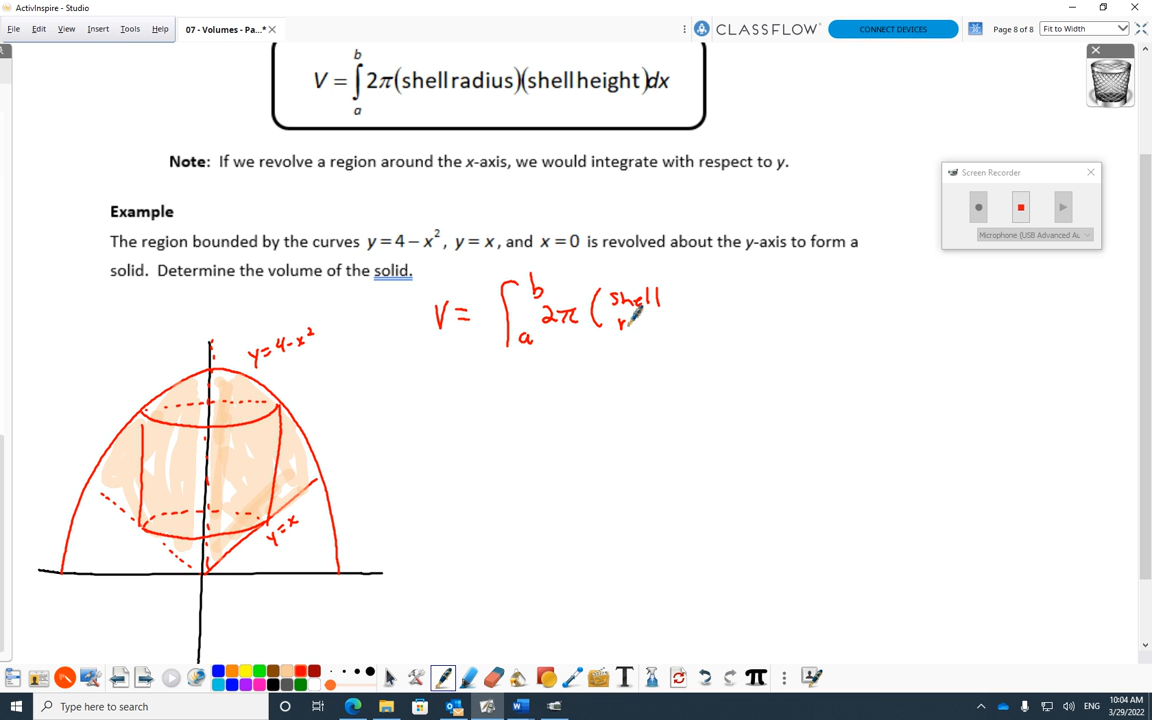 ActivInspire - Studio
File Edit View Insert Tools Help 07 - Volumes - Pa...* CLASSFLOW CONNECT DEVICES Page 8 of 8 Fit to Width
V = ∫_a^b 2π(shell radius)(shell height)dx
Note: If we revolve a region around the x-axis, we would integrate with respect to y.
Screen Recorder
Microphone (USB Advanced Au
Example
The region bounded by the curves y = 4 – x², y = x, and x = 0 is revolved about the y-axis to form a
solid. Determine the volume of the solid.
V = ∫_a^b 2π (shell
r
y=4-x²
y=x
Type here to search
ENG
10:04 AM
3/29/2022